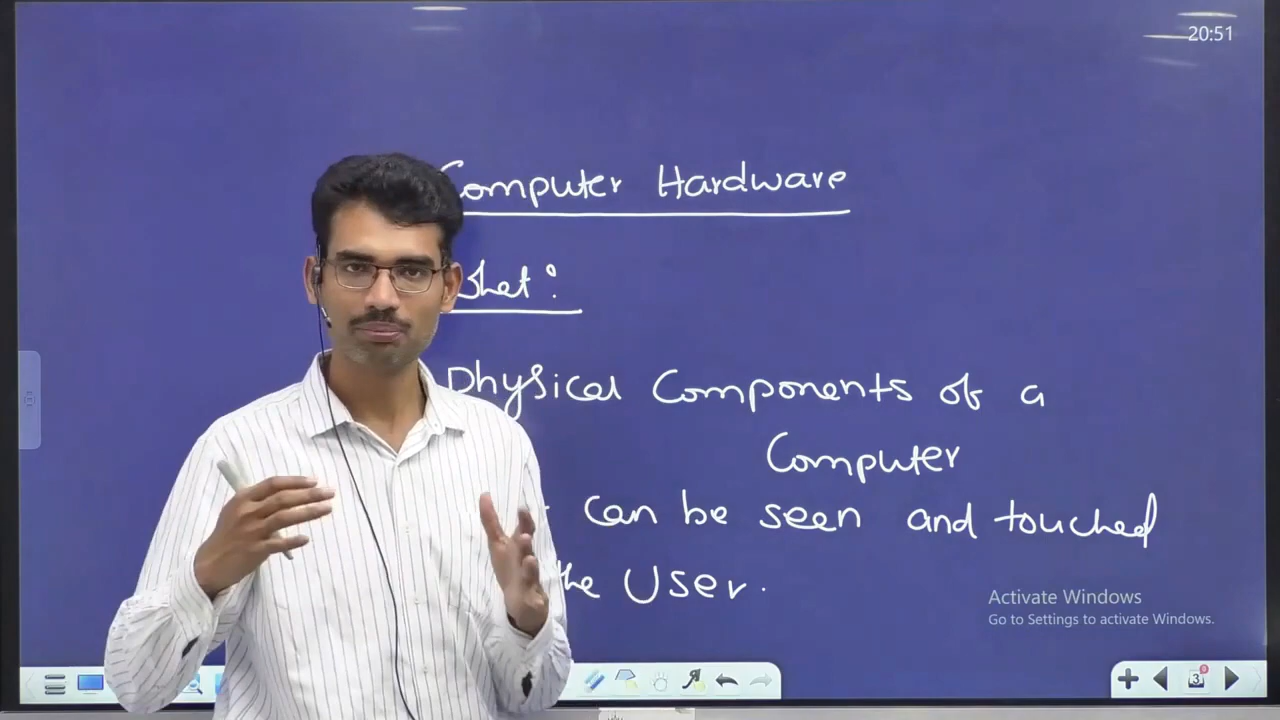 20:51
Computer Hardware
What:
Physical Components of a
Computer
can be seen and touched
the User.
Activate Windows
Go to Settings to activate Windows.
3